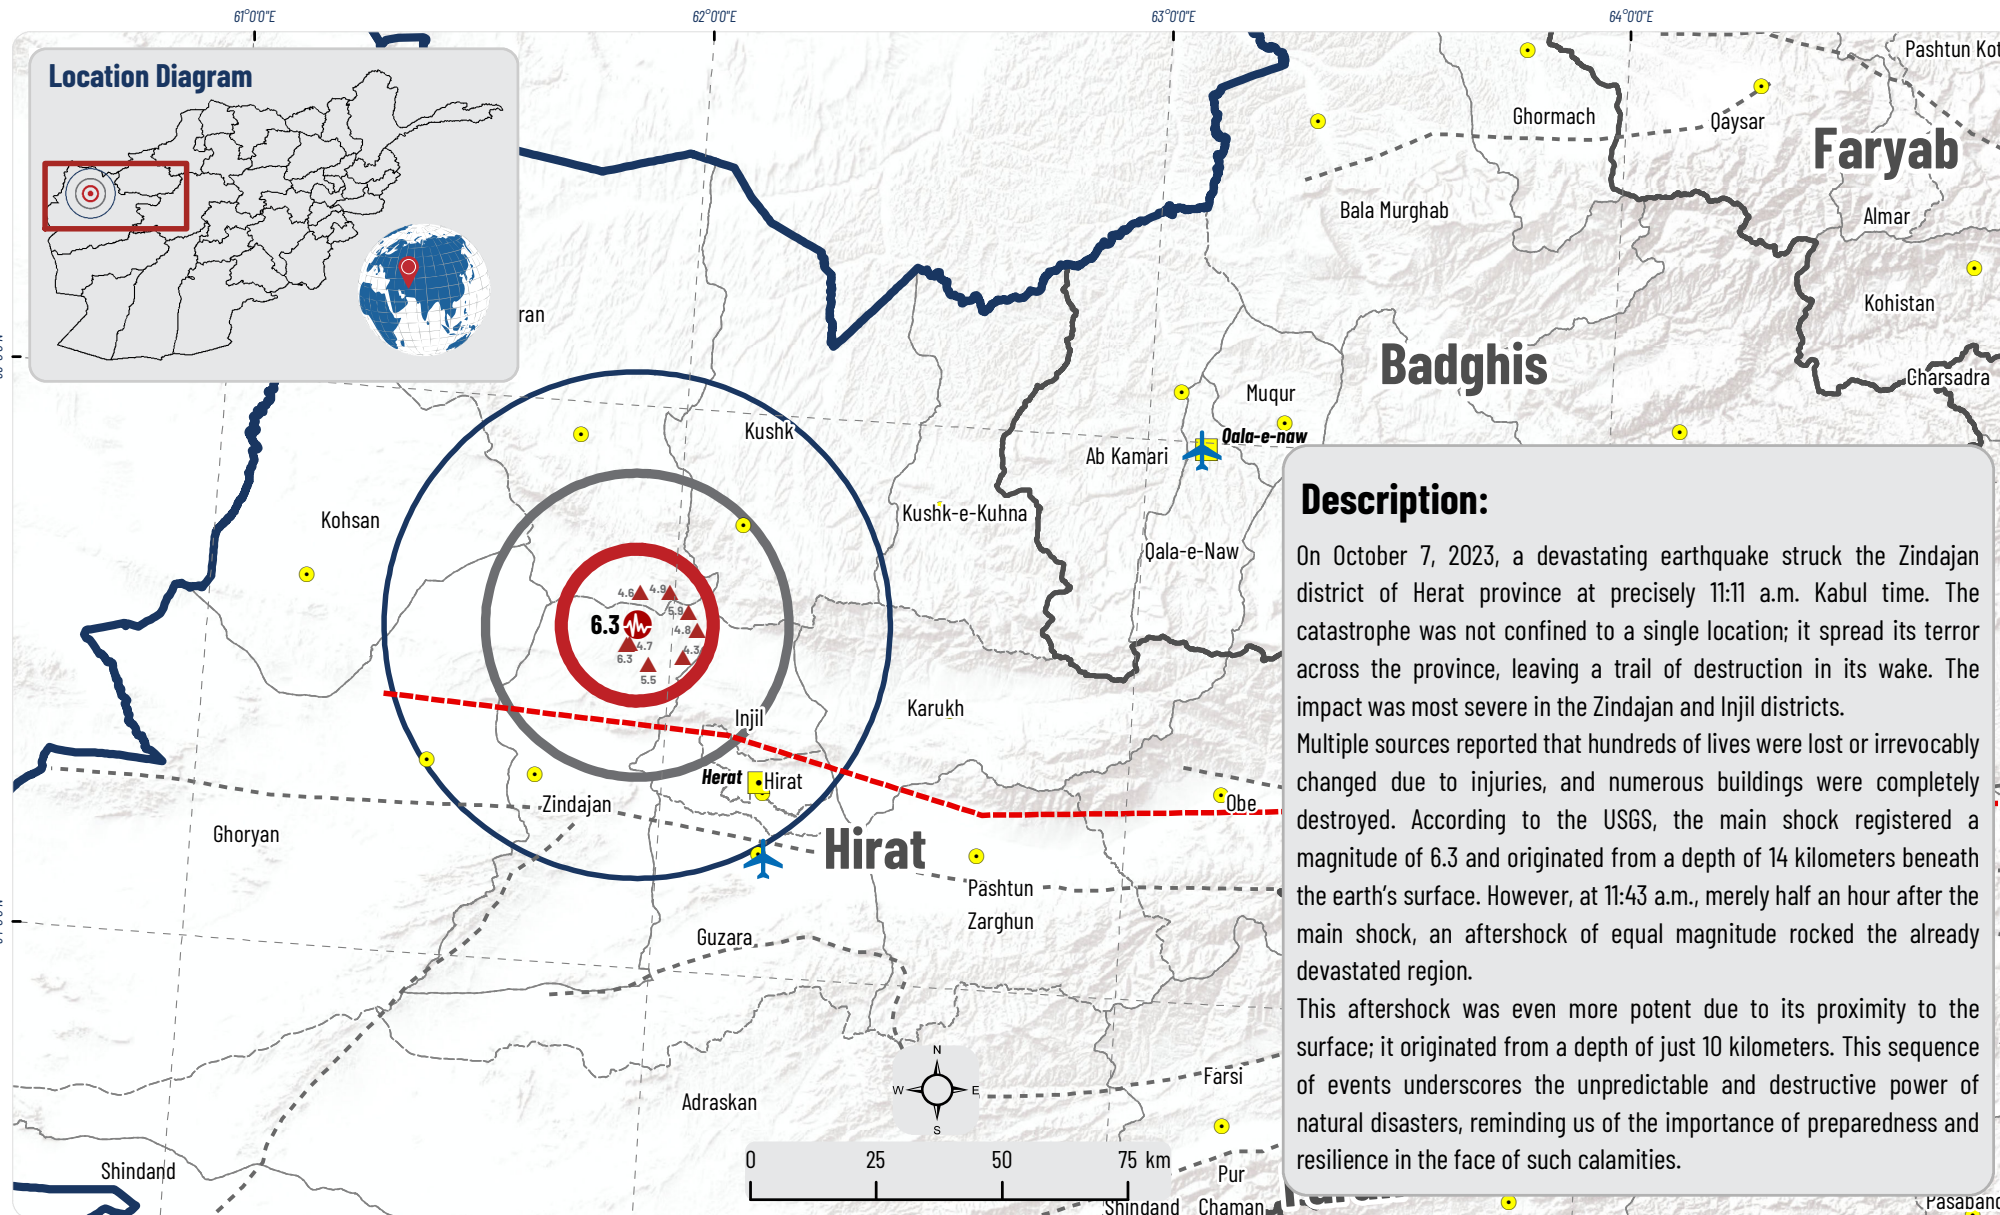 61°0'0"E
62°0'0"E
63°0'0"E
64°0'0"E
Location Diagram
Pashtun Kot
Ghormach
Qaysar
Faryab
Bala Murghab
Almar
Kohistan
ran
Badghis
Charsadra
Muqur
Kushk
Qala-e-naw
Ab Kamari
Kohsan
Kushk-e-Kuhna
Qala-e-Naw
4.6
4.9
5.9
6.3
4.8
4.7
4.3
6.3
5.5
Karukh
Injil
Herat
Hirat
Zindajan
Obe
Ghoryan
Hirat
Pashtun
Zarghun
Guzara
Farsi
Adraskan
N
W
E
S
Shindand
0
25
50
75 km
Pur
Chaman
Shindand
Pasaband
Description:
On October 7, 2023, a devastating earthquake struck the Zindajan
district of Herat province at precisely 11:11 a.m. Kabul time. The
catastrophe was not confined to a single location; it spread its terror
across the province, leaving a trail of destruction in its wake. The
impact was most severe in the Zindajan and Injil districts.
Multiple sources reported that hundreds of lives were lost or irrevocably
changed due to injuries, and numerous buildings were completely
destroyed. According to the USGS, the main shock registered a
magnitude of 6.3 and originated from a depth of 14 kilometers beneath
the earth's surface. However, at 11:43 a.m., merely half an hour after the
main shock, an aftershock of equal magnitude rocked the already
devastated region.
This aftershock was even more potent due to its proximity to the
surface; it originated from a depth of just 10 kilometers. This sequence
of events underscores the unpredictable and destructive power of
natural disasters, reminding us of the importance of preparedness and
resilience in the face of such calamities.